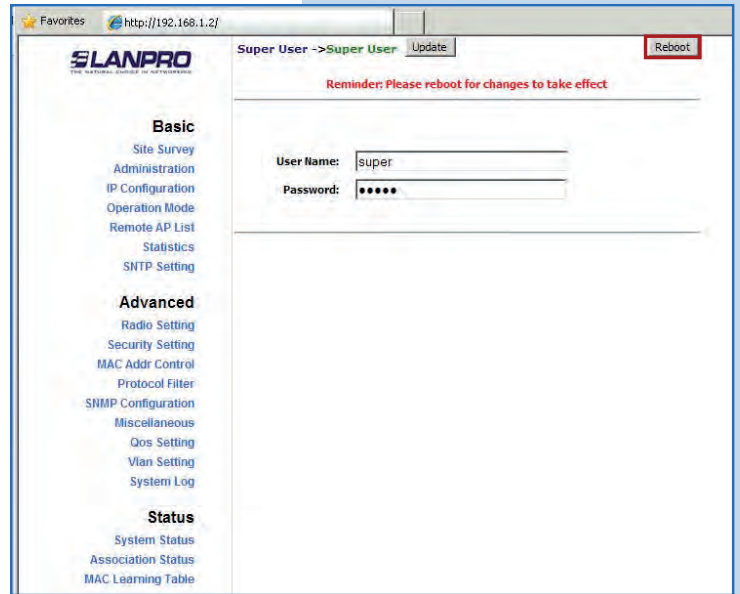 Favorites http://192.168.1.2/
LANPRO
THE NATURAL CHOICE IN NETWORKING
Super User ->Super User Update Reboot
Reminder: Please reboot for changes to take effect
Basic
Site Survey
Administration
IP Configuration
Operation Mode
Remote AP List
Statistics
SNTP Setting
User Name: super
Password: •••••
Advanced
Radio Setting
Security Setting
MAC Addr Control
Protocol Filter
SNMP Configuration
Miscellaneous
Qos Setting
Vlan Setting
System Log
Status
System Status
Association Status
MAC Learning Table